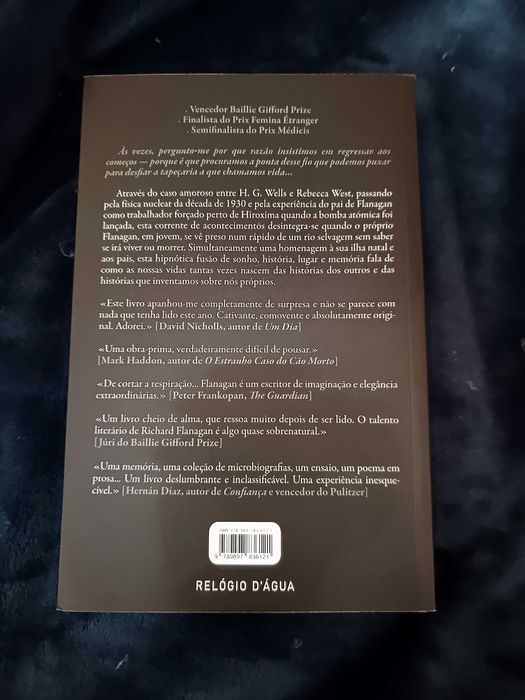 . Vencedor Baillie Gifford Prize
. Finalista do Prix Femina Étranger
. Semifinalista do Prix Médicis
Às vezes, pergunto-me por que razão insistimos em regressar aos
começos — porque é que procuramos a ponta desse fio que podemos puxar
para desfiar a tapeçaria a que chamamos vida...
Através do caso amoroso entre H. G. Wells e Rebecca West, passando
pela física nuclear da década de 1930 e pela experiência do pai de Flanagan
como trabalhador forçado perto de Hiroxima quando a bomba atómica foi
lançada, esta corrente de acontecimentos desintegra-se quando o próprio
Flanagan, em jovem, se vê preso num rápido de um rio selvagem sem saber
se irá viver ou morrer. Simultaneamente uma homenagem à sua ilha natal e
aos pais, esta hipnótica fusão de sonho, história, lugar e memória fala de
como as nossas vidas tantas vezes nascem das histórias dos outros e das
histórias que inventamos sobre nós próprios.
«Este livro apanhou-me completamente de surpresa e não se parece com
nada que tenha lido este ano. Cativante, comovente e absolutamente origi-
nal. Adorei.» [David Nicholls, autor de Um Dia]
«Uma obra-prima, verdadeiramente difícil de pousar.»
[Mark Haddon, autor de O Estranho Caso do Cão Morto]
«De cortar a respiração... Flanagan é um escritor de imaginação e elegância
extraordinárias.» [Peter Frankopan, The Guardian]
«Um livro cheio de alma, que ressoa muito depois de ser lido. O talento
literário de Richard Flanagan é algo quase sobrenatural.»
[Júri do Baillie Gifford Prize]
«Uma memória, uma coleção de microbiografias, um ensaio, um poema em
prosa... Um livro deslumbrante e inclassificável. Uma experiência inesque-
cível.» [Hernán Díaz, autor de Confiança e vencedor do Pulitzer]
9 789897 836121
RELÓGIO D'ÁGUA